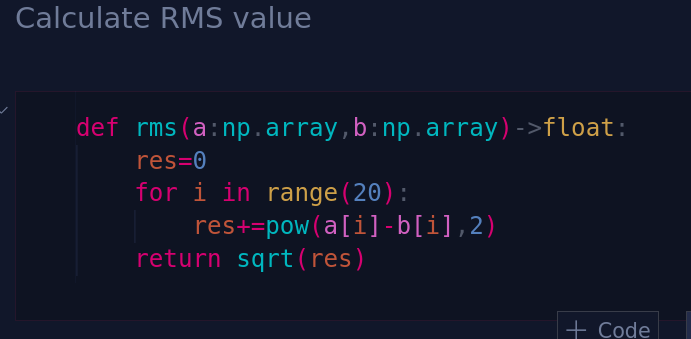 Calculate RMS value
def rms(a:np.array,b:np.array)->float:
    res=0
    for i in range(20):
        res+=pow(a[i]-b[i],2)
    return sqrt(res)
+ Code